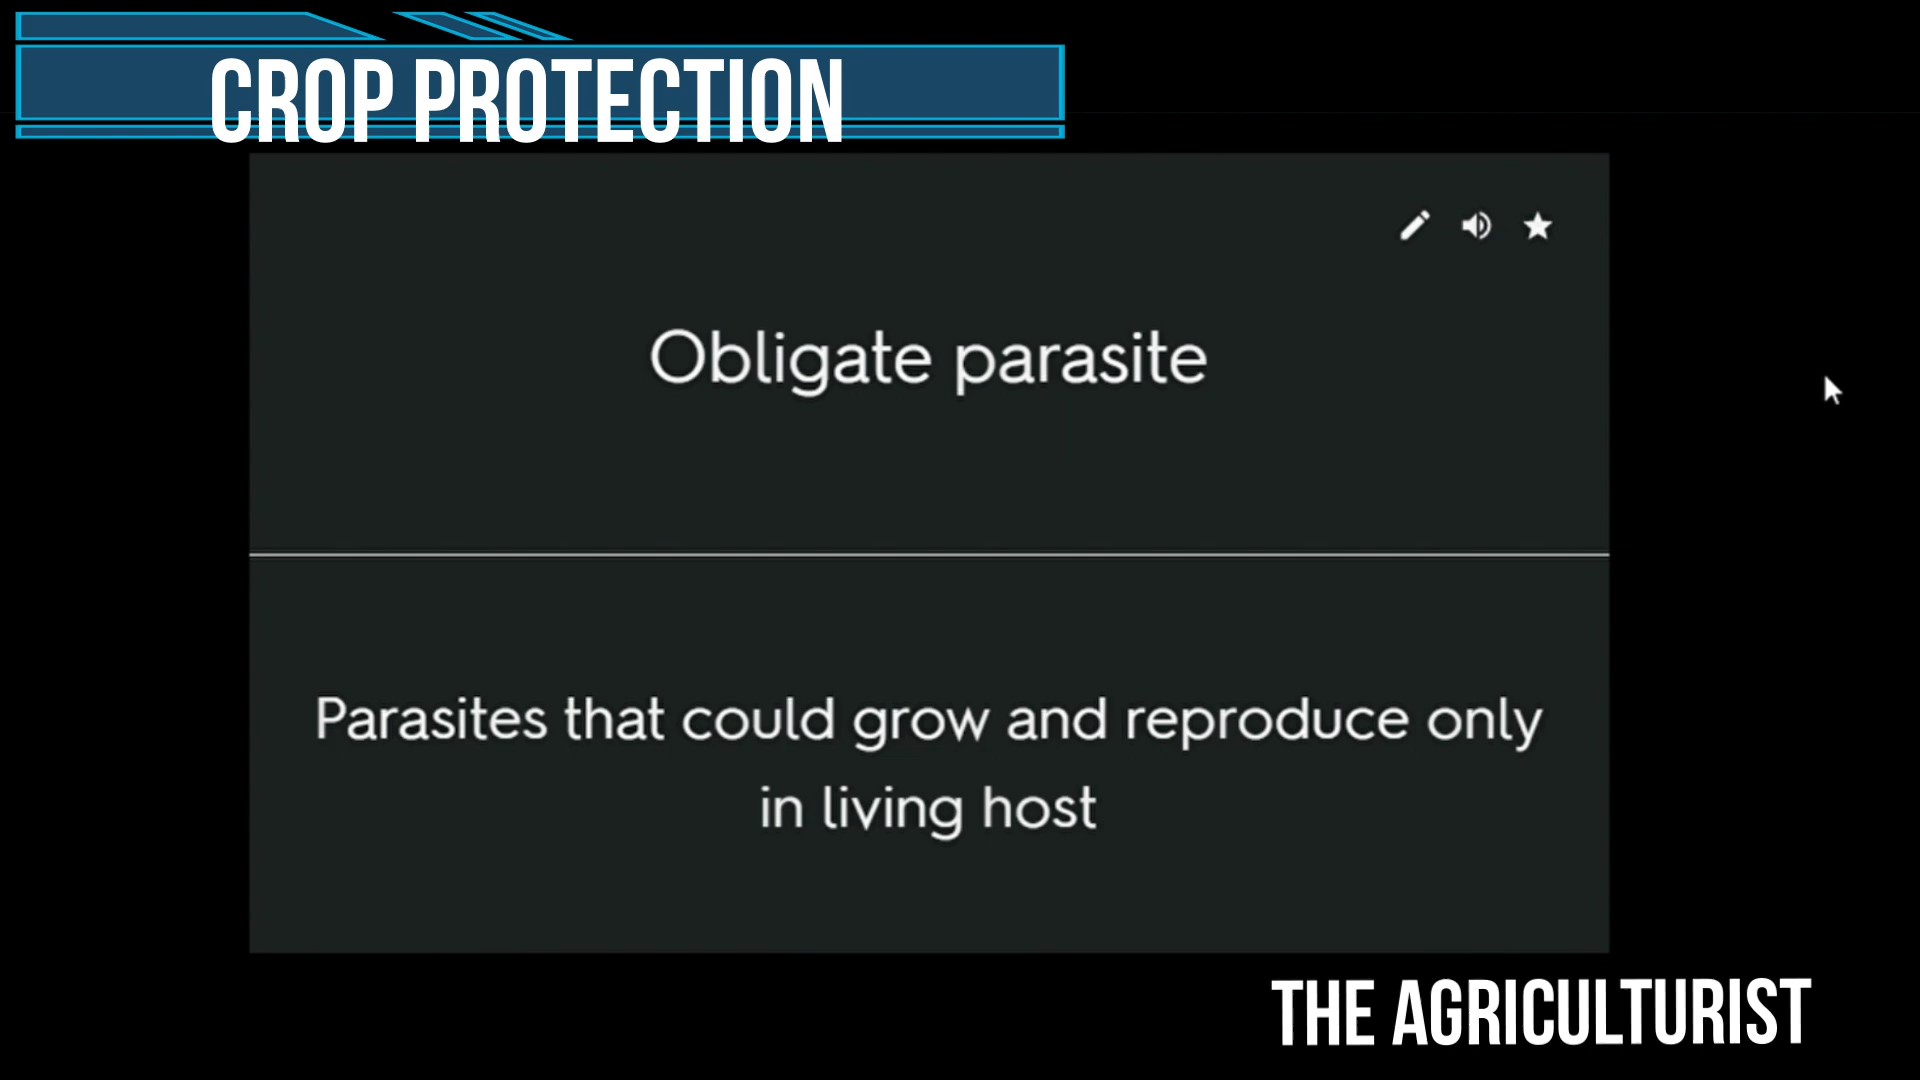 CROP PROTECTION
Obligate parasite
Parasites that could grow and reproduce only
in living host
THE AGRICULTURIST